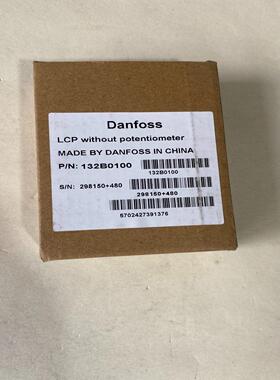 Danfoss
LCP without potentiometer
MADE BY DANFOSS IN CHINA
P/N: 132B0100
132B0100
S/N: 298150+480
298150+480
5702427391376